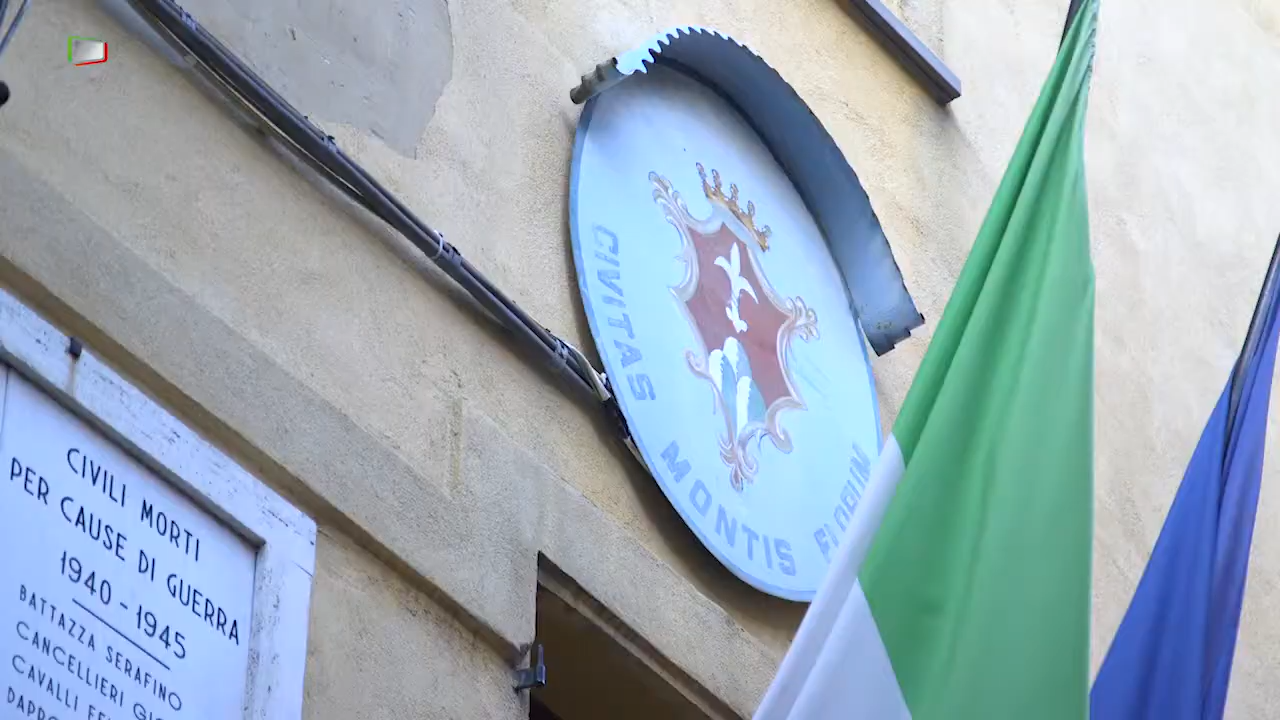 CIVITAS MONTIS
CIVILI MORTI
PER CAUSE DI GUERRA
1940 - 1945
BATTAZZA SERAFINO
CANCELLIERI
CAVALLI